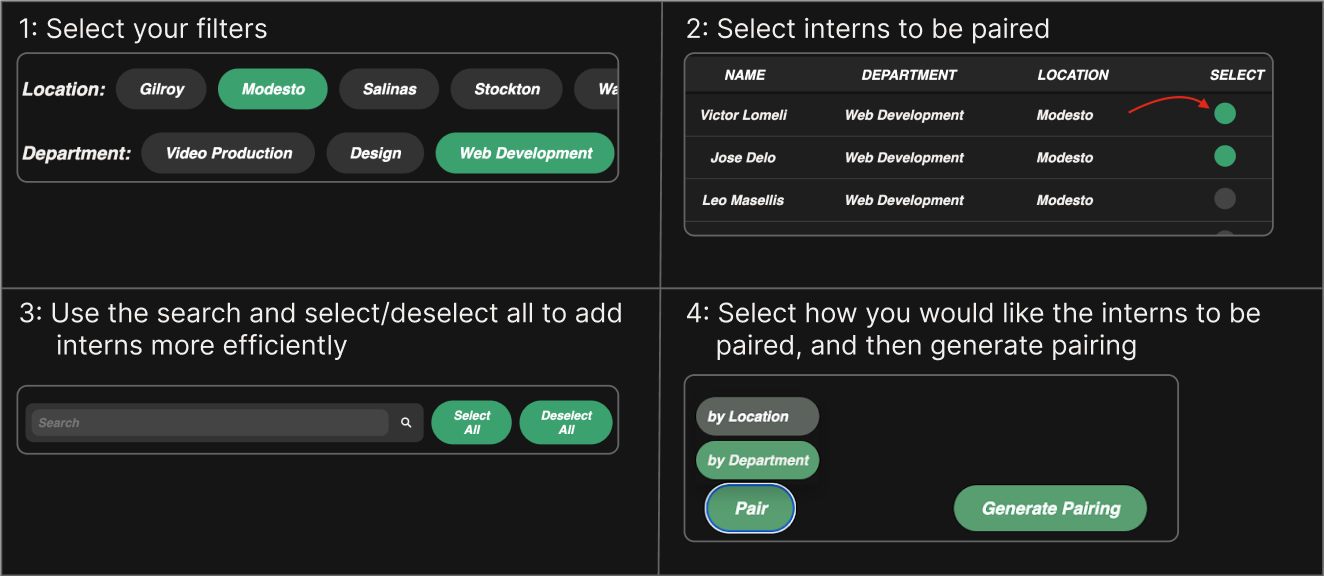 1: Select your filters
Location: Gilroy Modesto Salinas Stockton Wa
Department: Video Production Design Web Development
2: Select interns to be paired
NAME DEPARTMENT LOCATION SELECT
Victor Lomeli Web Development Modesto
Jose Delo Web Development Modesto
Leo Masellis Web Development Modesto
3: Use the search and select/deselect all to add
interns more efficiently
Search
Select
All
Deselect
All
4: Select how you would like the interns to be
paired, and then generate pairing
by Location
by Department
Pair
Generate Pairing